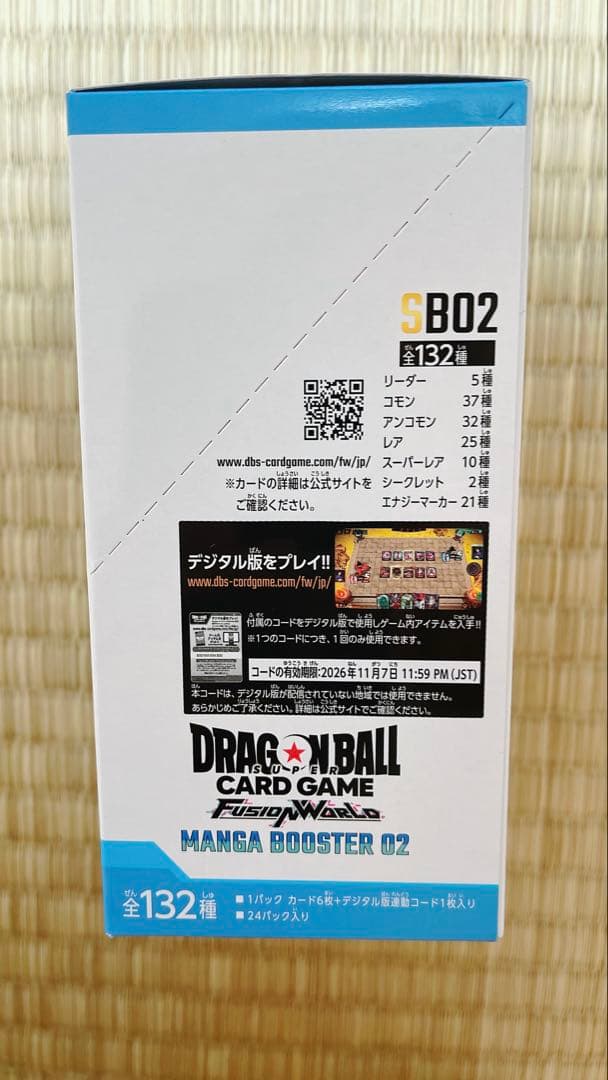 SB02
全132種
リーダー 5種
コモン 37種
アンコモン 32種
レア 25種
スーパーレア 10種
シークレット 2種
エナジーマーカー 21種
www.dbs-cardgame.com/fw/jp/
※カードの詳細は公式サイトを
ご確認ください。
デジタル版をプレイ!!
www.dbs-cardgame.com/fw/jp/
付属のコードをデジタル版で使用しゲーム内アイテムを入手!!
※1つのコードにつき、1回のみ使用できます。
コードの有効期限:2026年11月7日 11:59 PM(JST)
本コードは、デジタル版が配信されていない地域では使用できません。
あらかじめご了承ください。詳細は公式サイトでご確認ください。
DRAGON BALL
SUPER
CARD GAME
FUSION WORLD
MANGA BOOSTER 02
全132種
■1パック カード6枚+デジタル版連動コード1枚入り
■24パック入り